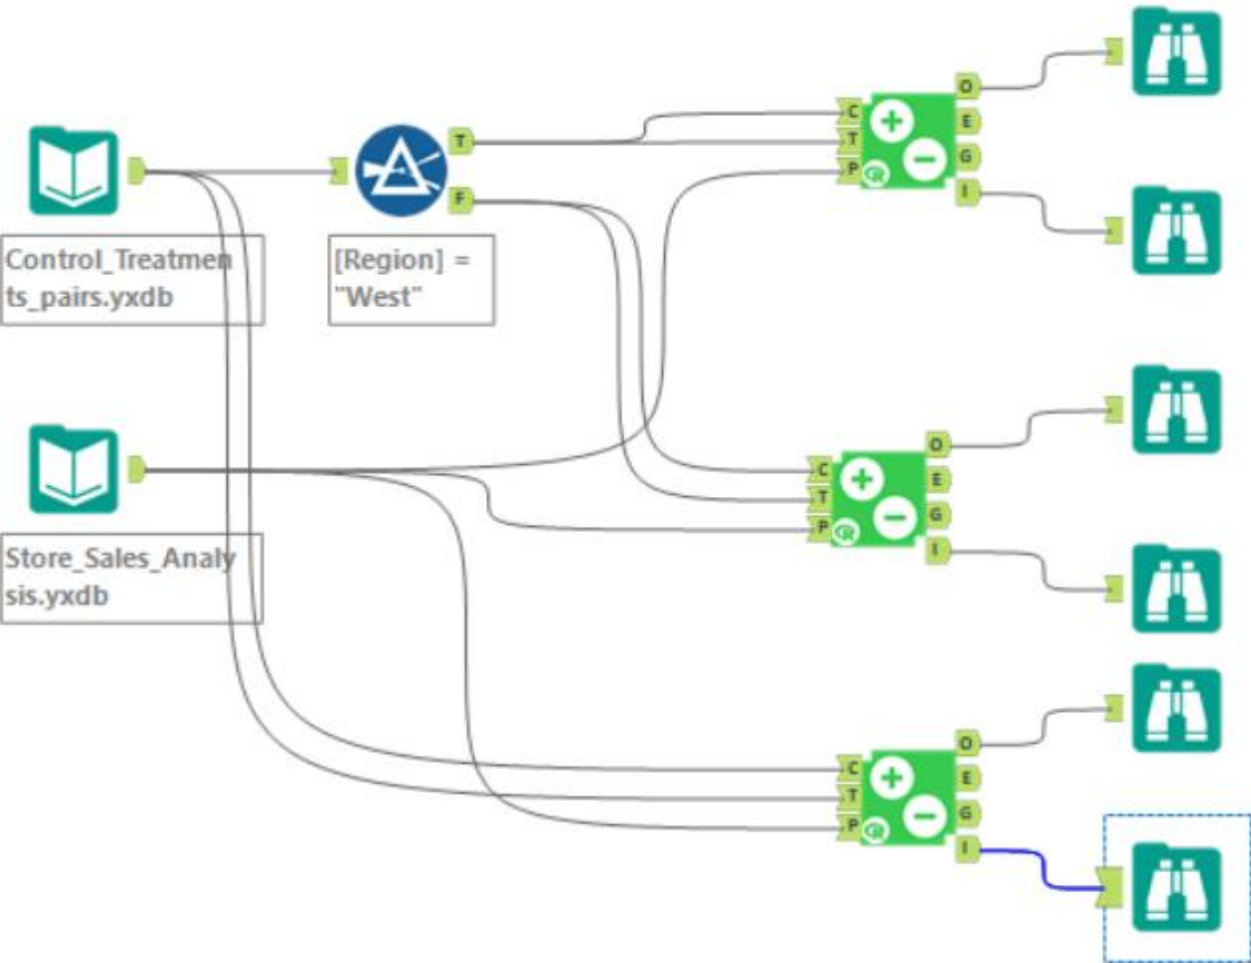 O
E
C
T
G
P
I
T
F
Control_Treatmen
ts_pairs.yxdb
[Region] =
"West"
O
C
E
T
G
P
I
Store_Sales_Analy
sis.yxdb
O
C
E
T
G
P
I
R
R
R